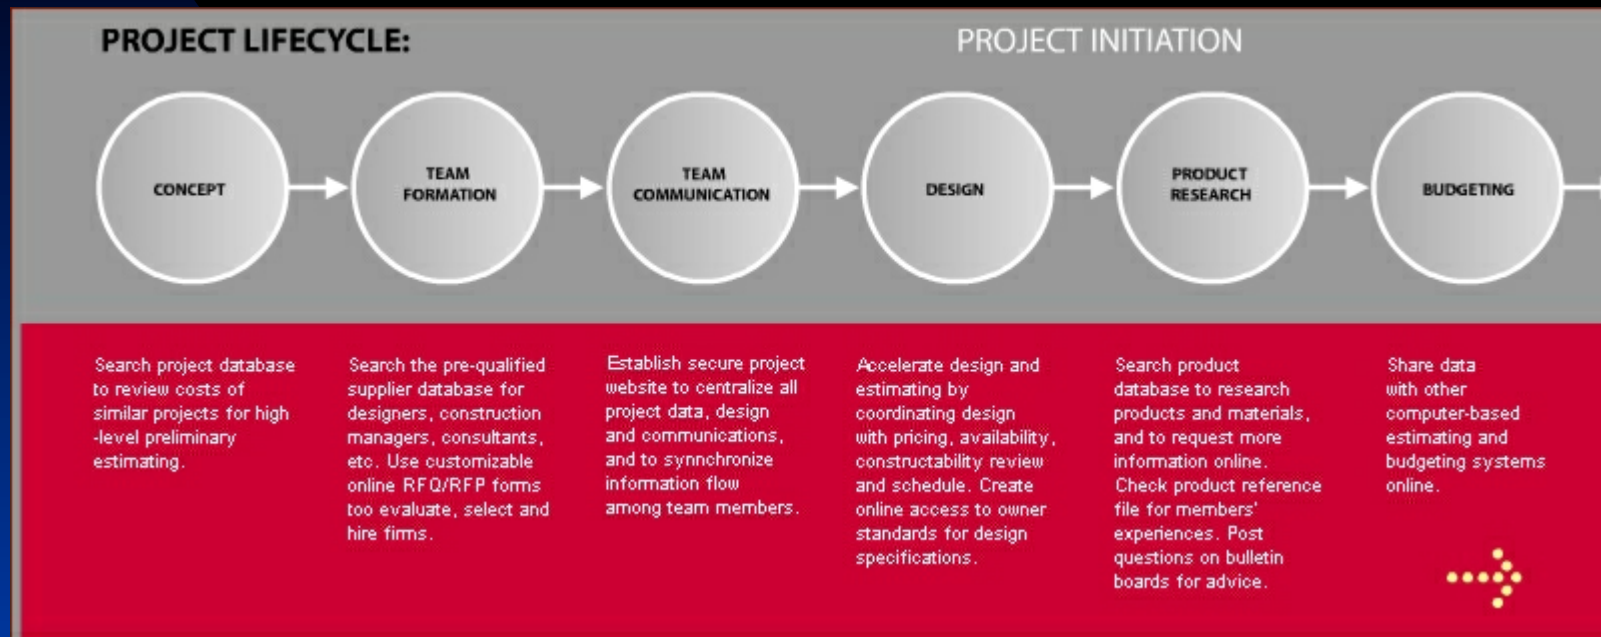 PROJECT LIFECYCLE:
PROJECT INITIATION
CONCEPT
TEAM
FORMATION
TEAM
COMMUNICATION
DESIGN
PRODUCT
RESEARCH
BUDGETING
Search project database
to review costs of
similar projects for high
-level preliminary
estimating.
Search the pre-qualified
supplier database for
designers, construction
managers, consultants,
etc. Use customizable
online RFQ/RFP forms
too evaluate, select and
hire firms.
Establish secure project
website to centralize all
project data, design
and communications,
and to synnchronize
information flow
among team members.
Accelerate design and
estimating by
coordinating design
with pricing, availability,
constructability review
and schedule. Create
online access to owner
standards for design
specifications.
Search product
database to research
products and materials,
and to request more
information online.
Check product reference
file for members'
experiences. Post
questions on bulletin
boards for advice.
Share data
with other
computer-based
estimating and
budgeting systems
online.